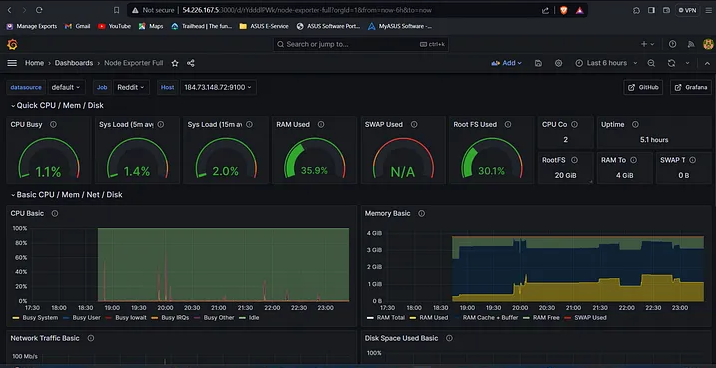 Not secure 54.226.167.5:3000/d/rYdddlPWk/node-exporter-full?orgId=1&from=now-6h&to=now
VPN
Manage Exports Gmail YouTube Maps Trailhead | The fun... ASUS E-Service ASUS Software Port... MyASUS Software -...
Search or jump to... ctrl+k
Home > Dashboards > Node Exporter Full
Add
Last 6 hours
datasource default Job Reddit Host 184.73.148.72:9100
GitHub Grafana
Quick CPU / Mem / Disk
CPU Busy
1.1%
Sys Load (5m avg
1.4%
Sys Load (15m av
2.0%
RAM Used
35.9%
SWAP Used
N/A
Root FS Used
30.1%
CPU Co
2
Uptime
5.1 hours
RootFS
20 GiB
RAM To
4 GiB
SWAP T
0 B
Basic CPU / Mem / Net / Disk
CPU Basic
100%
80%
60%
40%
20%
0%
17:30 18:00 18:30 19:00 19:30 20:00 20:30 21:00 21:30 22:00 22:30 23:00
Busy System Busy User Busy Iowait Busy IRQs Busy Other Idle
Memory Basic
4 GiB
3 GiB
2 GiB
1 GiB
0 B
17:30 18:00 18:30 19:00 19:30 20:00 20:30 21:00 21:30 22:00 22:30 23:00
RAM Total RAM Used RAM Cache + Buffer RAM Free SWAP Used
Network Traffic Basic
100 Mb/s
Disk Space Used Basic
100%